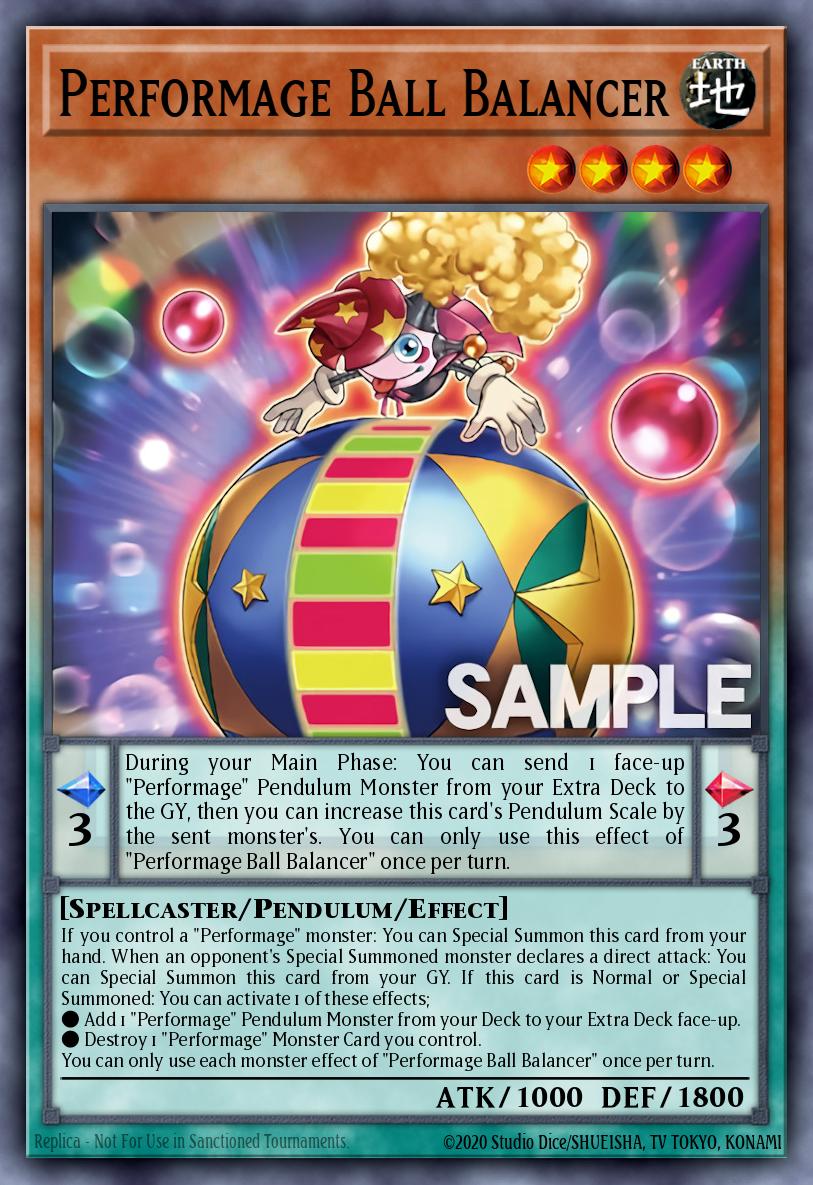 PERFORMAGE BALL BALANCER
EARTH
地
SAMPLE
During your Main Phase: You can send 1 face-up
"Performage" Pendulum Monster from your Extra Deck to
the GY, then you can increase this card's Pendulum Scale by
the sent monster's. You can only use this effect of
"Performage Ball Balancer" once per turn.
3
3
[SPELLCASTER/PENDULUM/EFFECT]
If you control a "Performage" monster: You can Special Summon this card from your
hand. When an opponent's Special Summoned monster declares a direct attack: You
can Special Summon this card from your GY. If this card is Normal or Special
Summoned: You can activate 1 of these effects;
● Add 1 "Performage" Pendulum Monster from your Deck to your Extra Deck face-up.
● Destroy 1 "Performage" Monster Card you control.
You can only use each monster effect of "Performage Ball Balancer" once per turn.
ATK/1000 DEF/1800
Replica - Not For Use in Sanctioned Tournaments.
©2020 Studio Dice/SHUEISHA, TV TOKYO, KONAMI